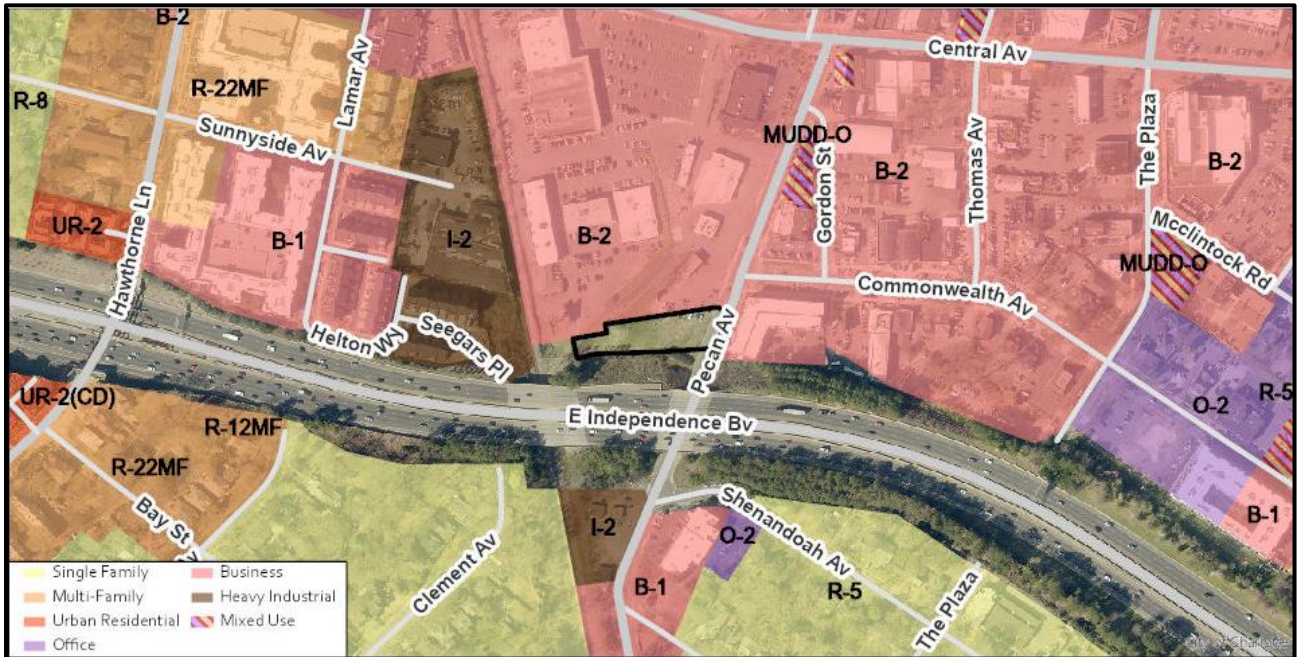 B-2
Central Av
Lamar Av
R-22MF
R-8
Sunnyside Av
MUDD-O
Gordon St
B-2
Thomas Av
The Plaza
B-2
Hawthorne Ln
UR-2
B-1
I-2
B-2
Mcclintock Rd
MUDD-O
Commonwealth Av
Helton Wy
Seegars Pl
Pecan Av
UR-2(CD)
E Independence Bv
O-2
R-5
R-12MF
R-22MF
Bay St
I-2
Shenandoah Av
O-2
B-1
Clement Av
B-1
R-5
The Plaza
Single Family
Business
Multi-Family
Heavy Industrial
Urban Residential
Mixed Use
Office
City of Charlotte